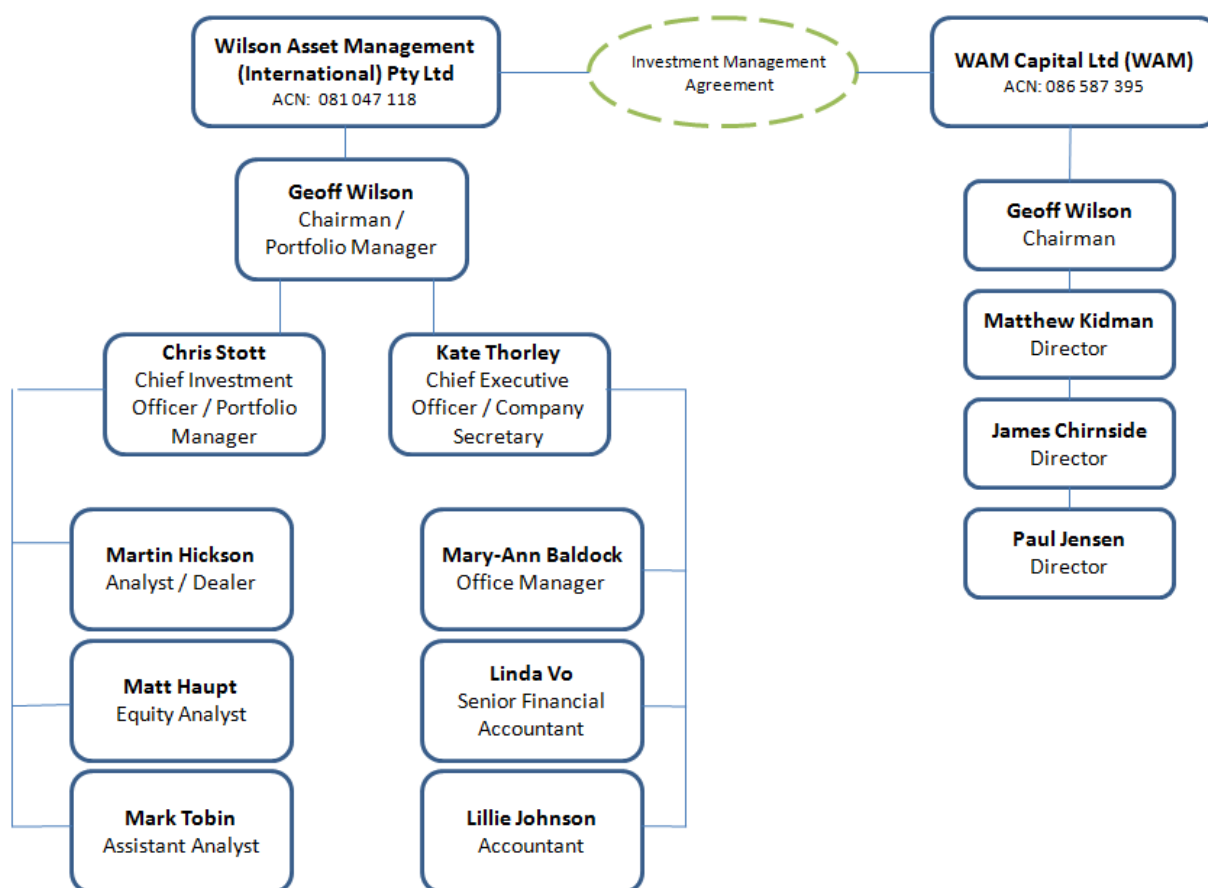 Wilson Asset Management
(International) Pty Ltd
ACN: 081 047 118
Investment Management
Agreement
WAM Capital Ltd (WAM)
ACN: 086 587 395
Geoff Wilson
Chairman /
Portfolio Manager
Chris Stott
Chief Investment
Officer / Portfolio
Manager
Kate Thorley
Chief Executive
Officer / Company
Secretary
Martin Hickson
Analyst / Dealer
Matt Haupt
Equity Analyst
Mark Tobin
Assistant Analyst
Mary-Ann Baldock
Office Manager
Linda Vo
Senior Financial
Accountant
Lillie Johnson
Accountant
Geoff Wilson
Chairman
Matthew Kidman
Director
James Chirnside
Director
Paul Jensen
Director